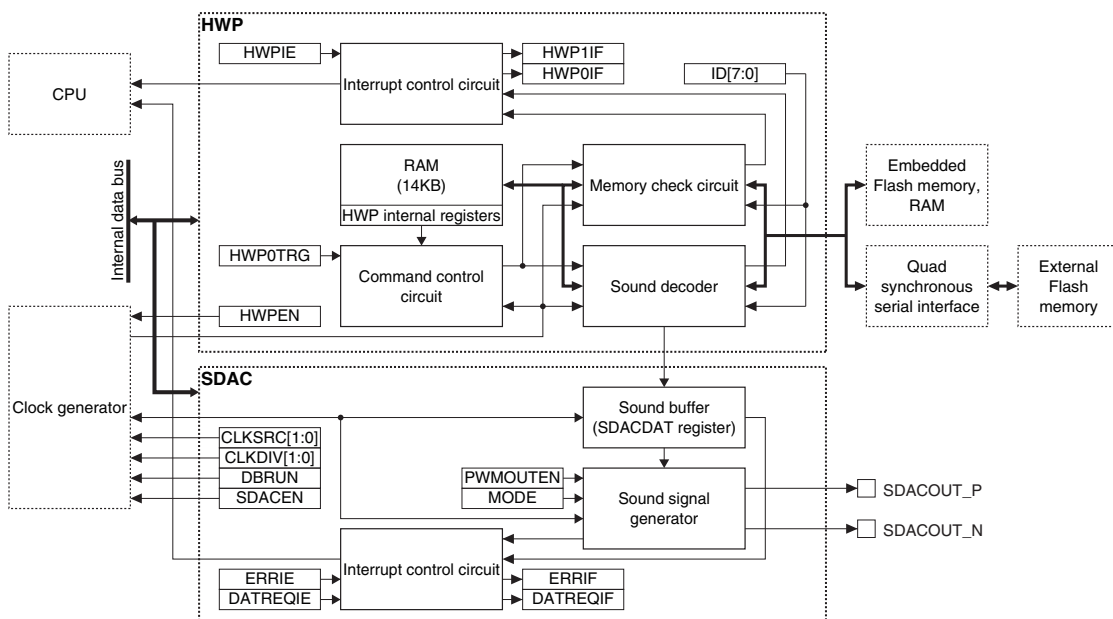 HWP
HWPIE
Interrupt control circuit
HWP1IF
HWP0IF
ID[7:0]
CPU
Internal data bus
RAM
(14KB)
HWP internal registers
Memory check circuit
Embedded
Flash memory,
RAM
HWP0TRG
Command control
circuit
Sound decoder
Quad
synchronous
serial interface
External
Flash
memory
HWPEN
SDAC
Clock generator
Sound buffer
(SDACDAT register)
CLKSRC[1:0]
CLKDIV[1:0]
DBRUN
SDACEN
PWMOUTEN
MODE
Sound signal
generator
SDACOUT_P
SDACOUT_N
Interrupt control circuit
ERRIE
DATREQIE
ERRIF
DATREQIF